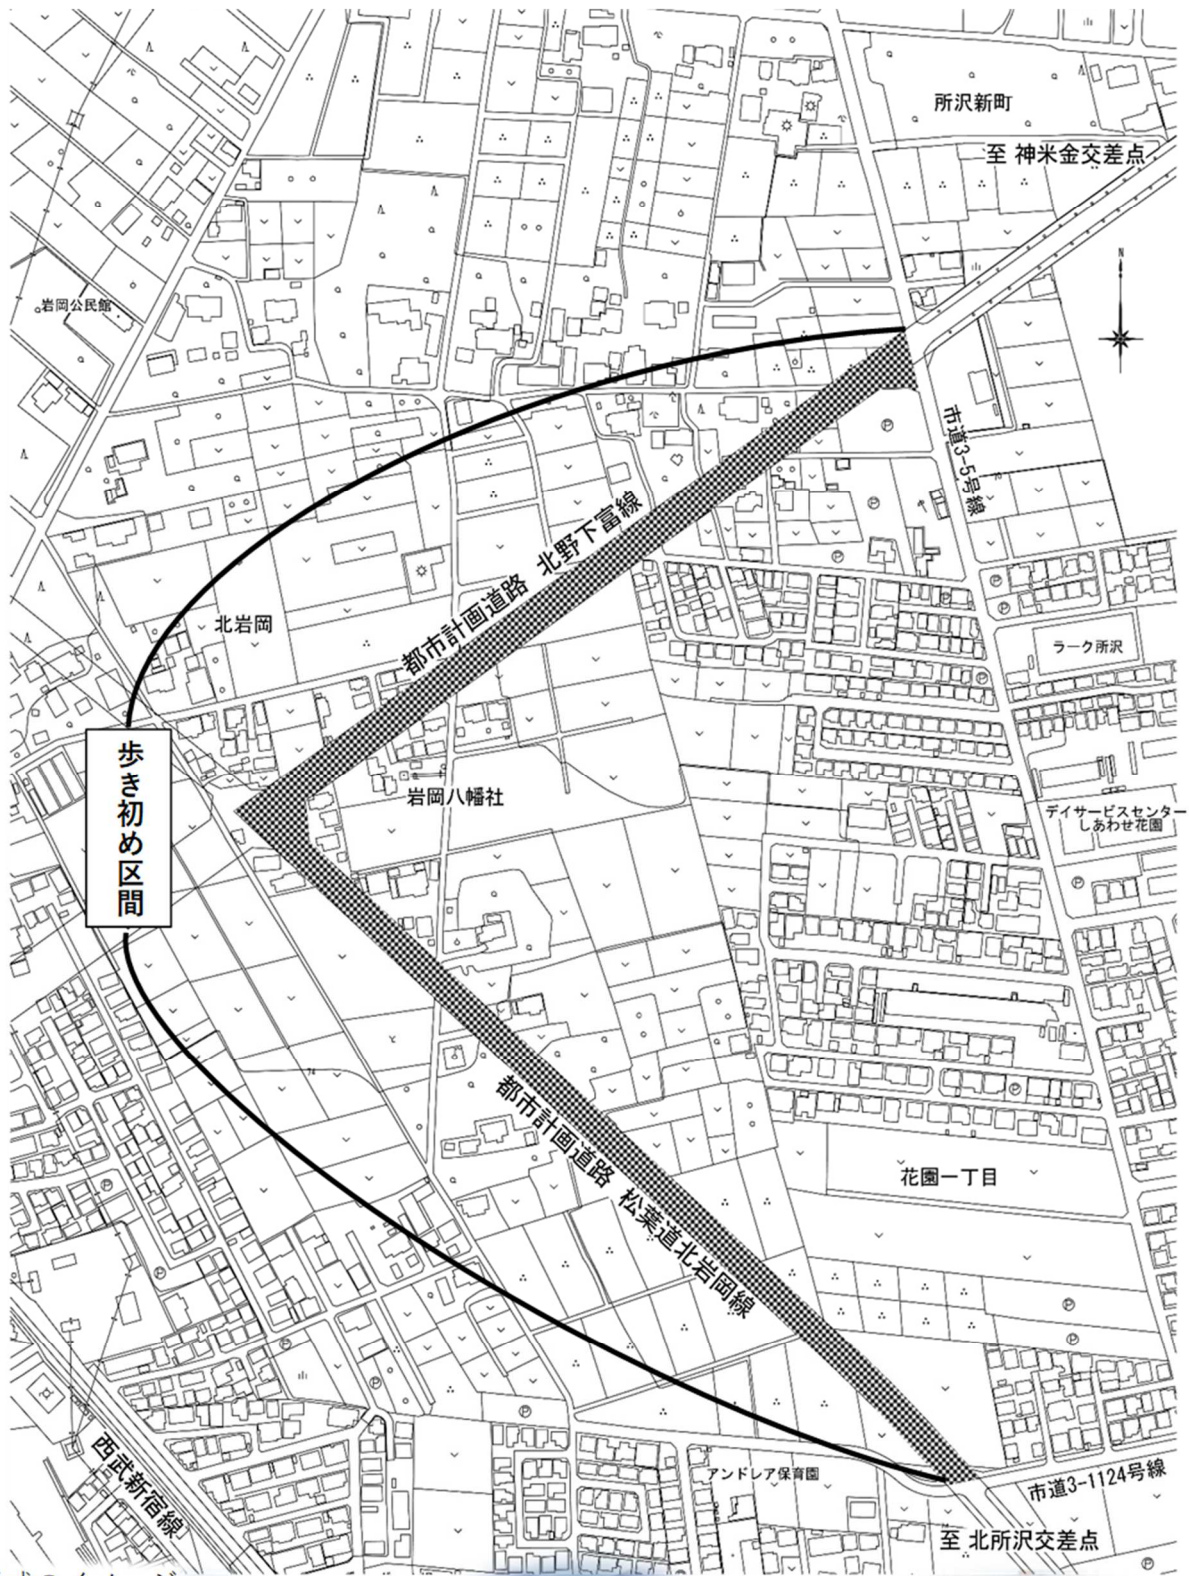 所沢新町
至 神米金交差点
岩岡公民館
N
市道3-5号線
都市計画道路 北野下富線
北岩岡
ラーク所沢
歩き初め区間
岩岡八幡社
デイサービスセンター
しあわせ花園
74
都市計画道路 松葉道北岩岡線
花園一丁目
西武新宿線
アンドレア保育園
市道3-1124号線
至 北所沢交差点